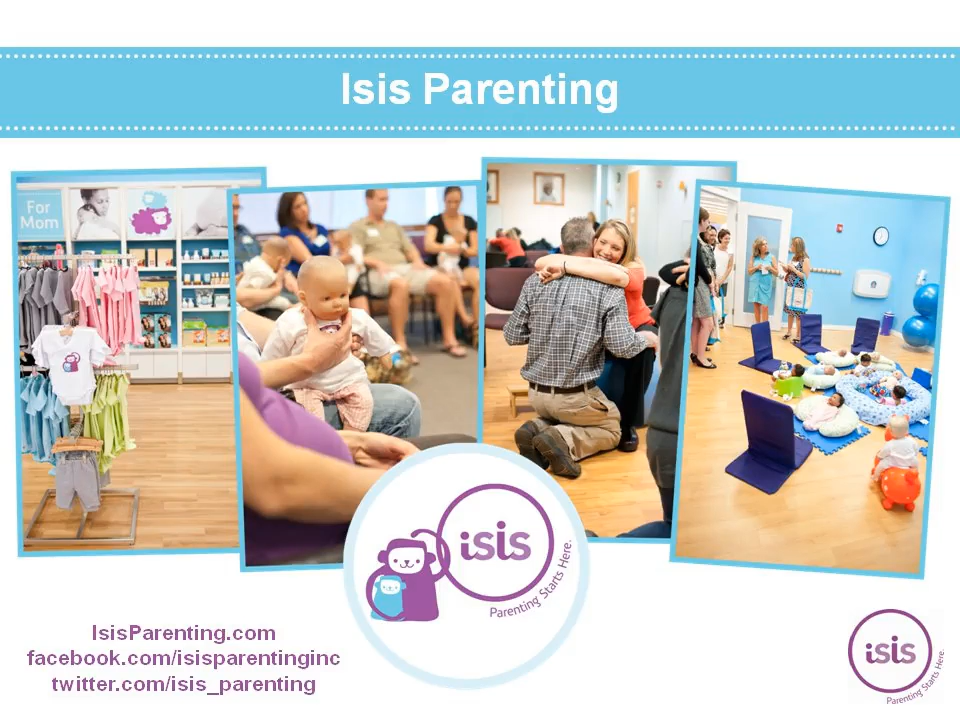 Isis Parenting
For
Mom
isis
Parenting Starts Here.
IsisParenting.com
facebook.com/isisparentinginc
twitter.com/isis_parenting
isis
Parenting Starts Here.